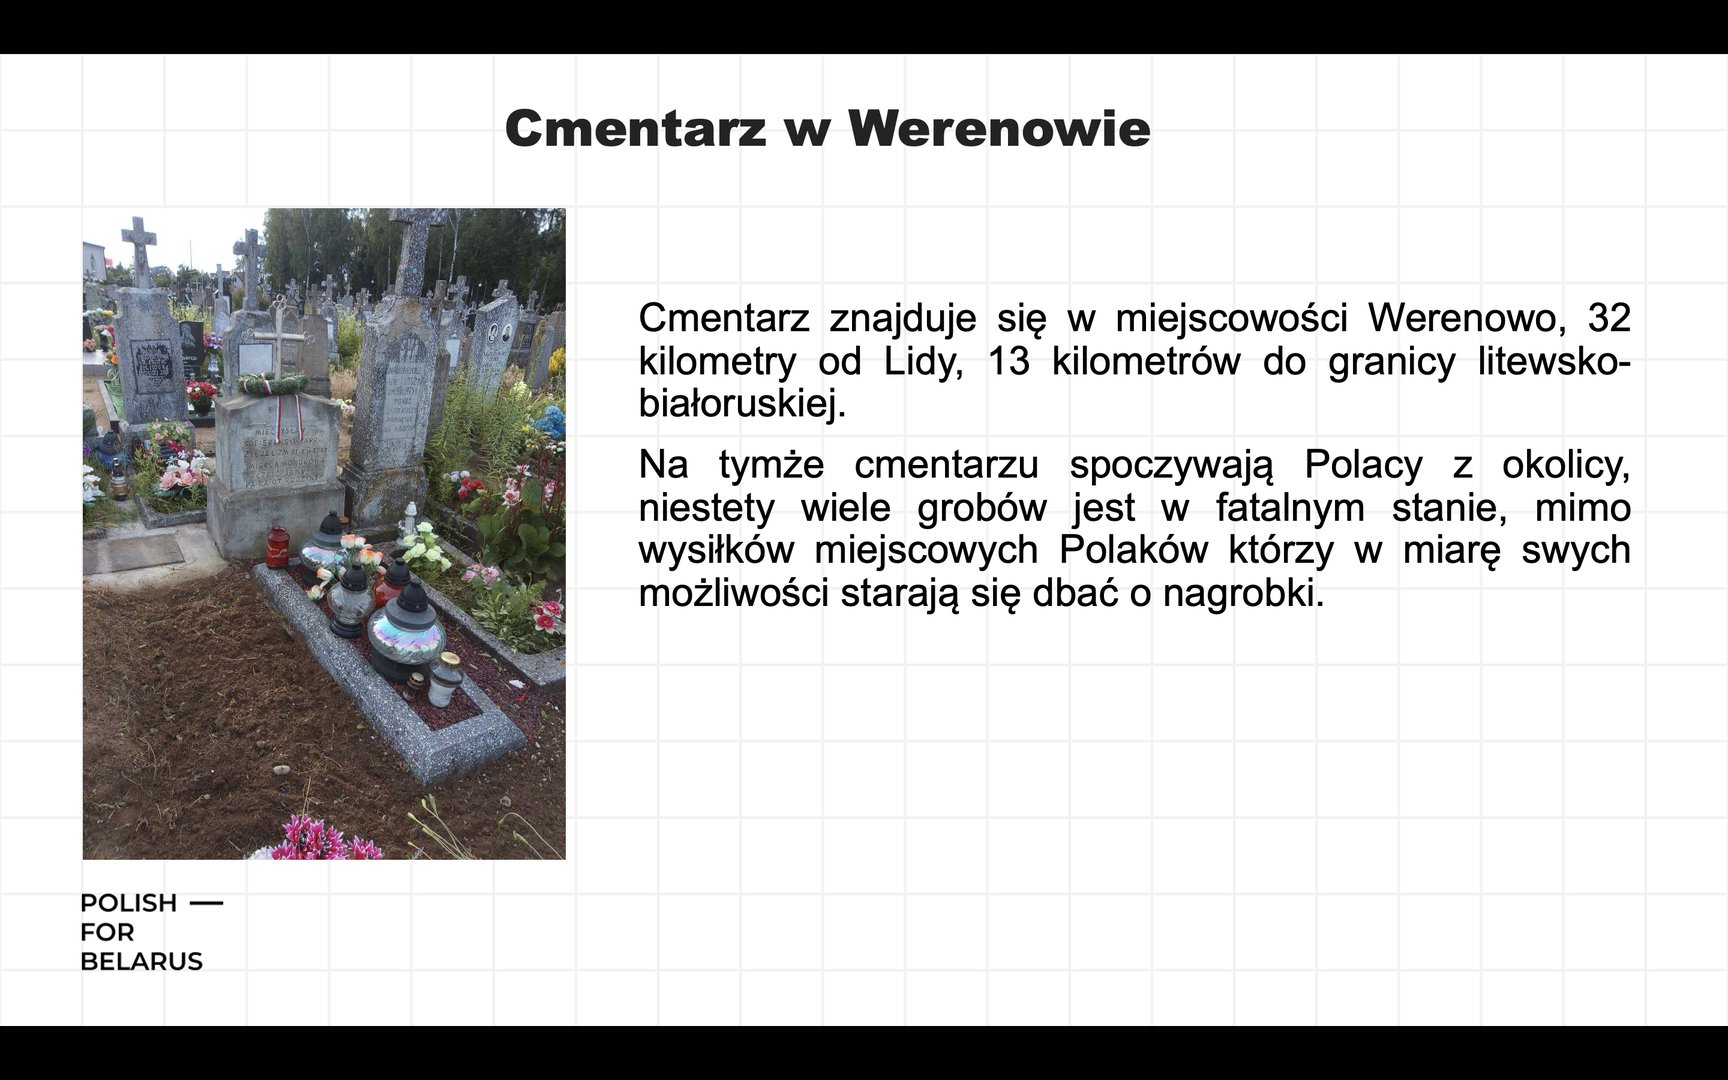 Cmentarz w Werenowie
Cmentarz znajduje się w miejscowości Werenowo, 32
kilometry od Lidy, 13 kilometrów do granicy litewsko-
białoruskiej.
Na tymże cmentarzu spoczywają Polacy z okolicy,
niestety wiele grobów jest w fatalnym stanie, mimo
wysiłków miejscowych Polaków którzy w miarę swych
możliwości starają się dbać o nagrobki.
POLISH —
FOR
BELARUS